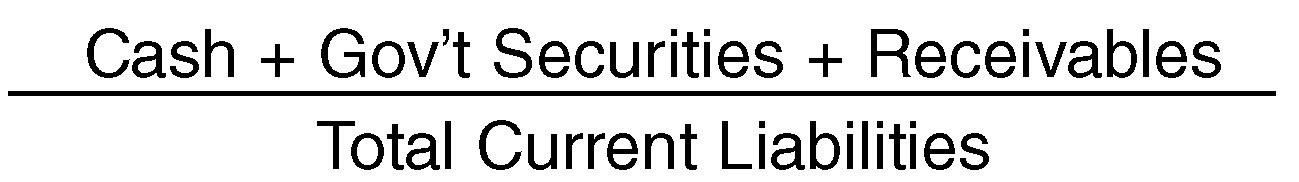 Cash + Gov’t Securities + Receivables
Total Current Liabilities